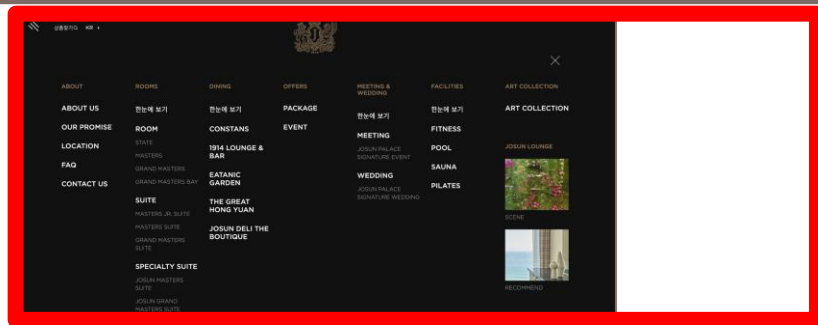 KR
ABOUT
ABOUT US
OUR PROMISE
LOCATION
FAQ
CONTACT US
ROOMS
한눈에 보기
ROOM
STATE
MASTERS
GRAND MASTERS
GRAND MASTERS BAY
SUITE
MASTERS JR. SUITE
MASTERS SUITE
GRAND MASTERS
SUITE
SPECIALTY SUITE
JOSUN MASTERS
SUITE
JOSUN GRAND
MASTERS SUITE
DINING
한눈에 보기
CONSTANS
1914 LOUNGE &
BAR
EATANIC
GARDEN
THE GREAT
HONG YUAN
JOSUN DELI THE
BOUTIQUE
OFFERS
PACKAGE
EVENT
MEETING &
WEDDING
한눈에 보기
MEETING
JOSUN PALACE
SIGNATURE EVENT
WEDDING
JOSUN PALACE
SIGNATURE WEDDING
FACILITIES
한눈에 보기
FITNESS
POOL
SAUNA
PILATES
ART COLLECTION
ART COLLECTION
JOSUN LOUNGE
SCENE
RECOMMEND